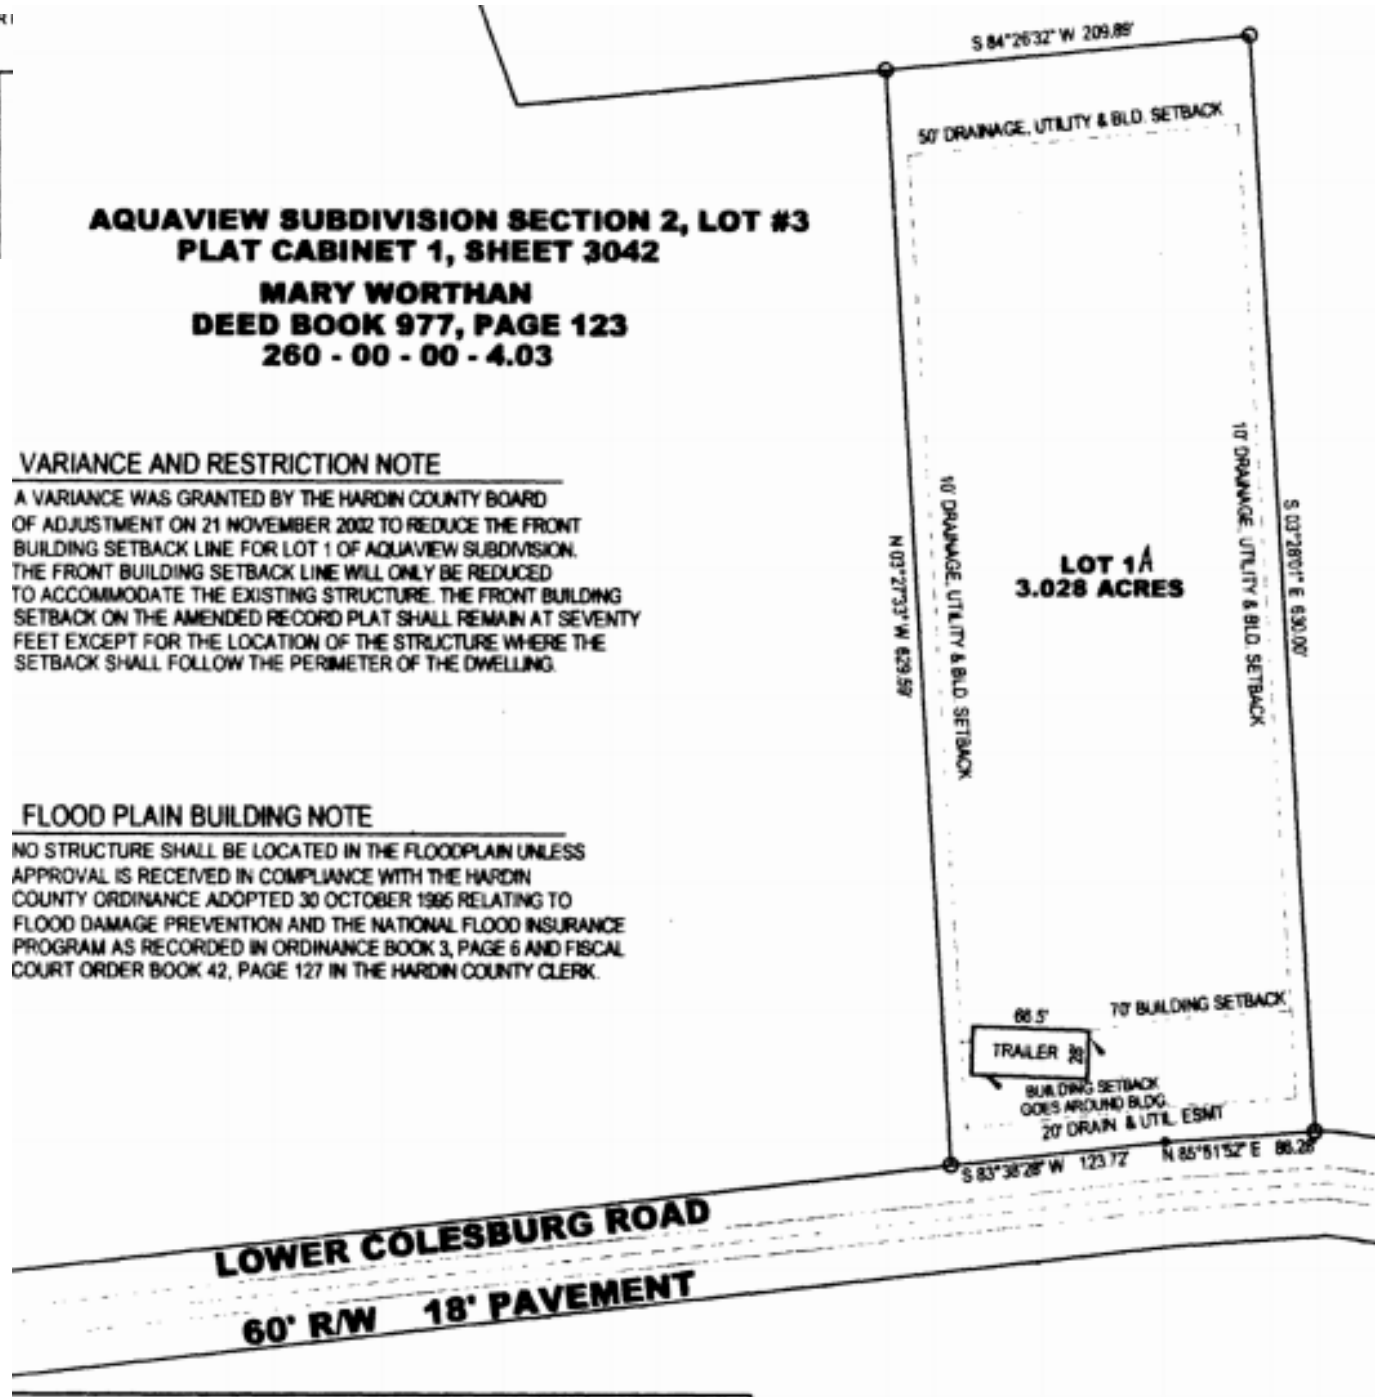 S 84°26'32" W 209.89'
50' DRAINAGE, UTILITY & BLD. SETBACK
AQUAVIEW SUBDIVISION SECTION 2, LOT #3
PLAT CABINET 1, SHEET 3042
MARY WORTHAN
DEED BOOK 977, PAGE 123
260 - 00 - 00 - 4.03
VARIANCE AND RESTRICTION NOTE
A VARIANCE WAS GRANTED BY THE HARDIN COUNTY BOARD
OF ADJUSTMENT ON 21 NOVEMBER 2002 TO REDUCE THE FRONT
BUILDING SETBACK LINE FOR LOT 1 OF AQUAVIEW SUBDIVISION.
THE FRONT BUILDING SETBACK LINE WILL ONLY BE REDUCED
TO ACCOMMODATE THE EXISTING STRUCTURE. THE FRONT BUILDING
SETBACK ON THE AMENDED RECORD PLAT SHALL REMAIN AT SEVENTY
FEET EXCEPT FOR THE LOCATION OF THE STRUCTURE WHERE THE
SETBACK SHALL FOLLOW THE PERIMETER OF THE DWELLING.
10' DRAINAGE, UTILITY & BLD. SETBACK
N 03°27'33" W 629.59'
LOT 1A
3.028 ACRES
10' DRAINAGE, UTILITY & BLD. SETBACK
S 03°28'01" E 630.00'
FLOOD PLAIN BUILDING NOTE
NO STRUCTURE SHALL BE LOCATED IN THE FLOODPLAIN UNLESS
APPROVAL IS RECEIVED IN COMPLIANCE WITH THE HARDIN
COUNTY ORDINANCE ADOPTED 30 OCTOBER 1995 RELATING TO
FLOOD DAMAGE PREVENTION AND THE NATIONAL FLOOD INSURANCE
PROGRAM AS RECORDED IN ORDINANCE BOOK 3, PAGE 6 AND FISCAL
COURT ORDER BOOK 42, PAGE 127 IN THE HARDIN COUNTY CLERK.
70' BUILDING SETBACK
66.5'
TRAILER 28'
BUILDING SETBACK
GOES AROUND BLDG.
20' DRAIN & UTIL. ESMT
S 83°38'28" W 123.72'
N 85°51'52" E 86.28'
LOWER COLESBURG ROAD
60' R/W 18' PAVEMENT